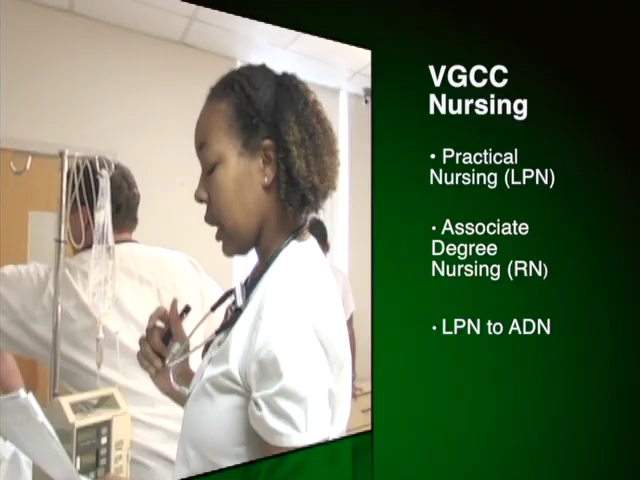 VGCC
Nursing
• Practical
Nursing (LPN)
• Associate
Degree
Nursing (RN)
• LPN to ADN